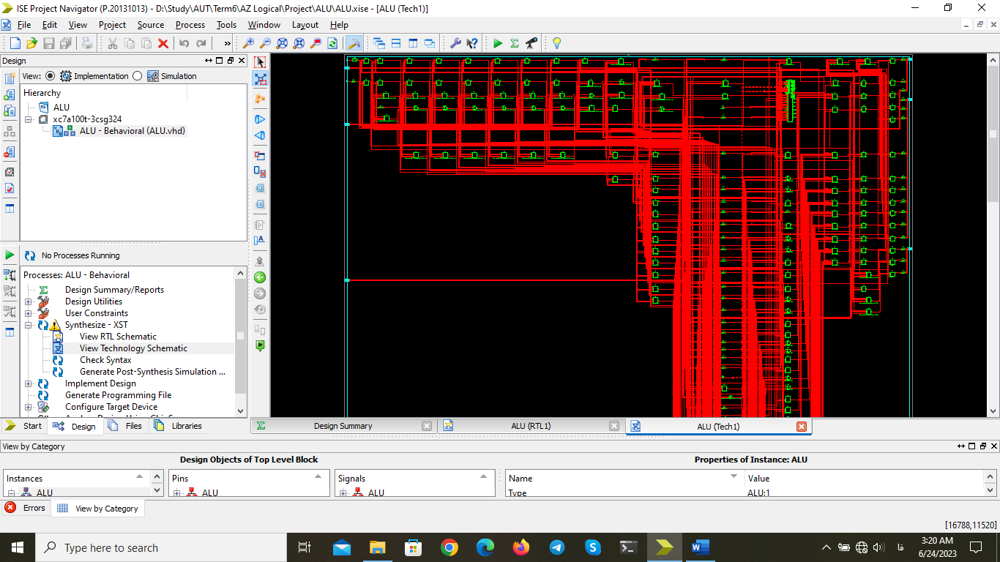 ISE Project Navigator (P.20131013) - D:\Study\AUT\Term6\AZ Logical\Project\ALU\ALU.xise - [ALU (Tech1)]
File Edit View Project Source Process Tools Window Layout Help
Design
View: Implementation Simulation
Hierarchy
ALU
xc7a100t-3csg324
ALU - Behavioral (ALU.vhd)
No Processes Running
Processes: ALU - Behavioral
Design Summary/Reports
Design Utilities
User Constraints
Synthesize - XST
View RTL Schematic
View Technology Schematic
Check Syntax
Generate Post-Synthesis Simulation ...
Implement Design
Generate Programming File
Configure Target Device
Start Design Files Libraries
Design Summary ALU (RTL1) ALU (Tech1)
View by Category
Design Objects of Top Level Block Properties of Instance: ALU
Instances Pins Signals Name Value
ALU ALU ALU Type ALU:1
Errors View by Category
[16788,11520]
Type here to search
فا
3:20 AM
6/24/2023